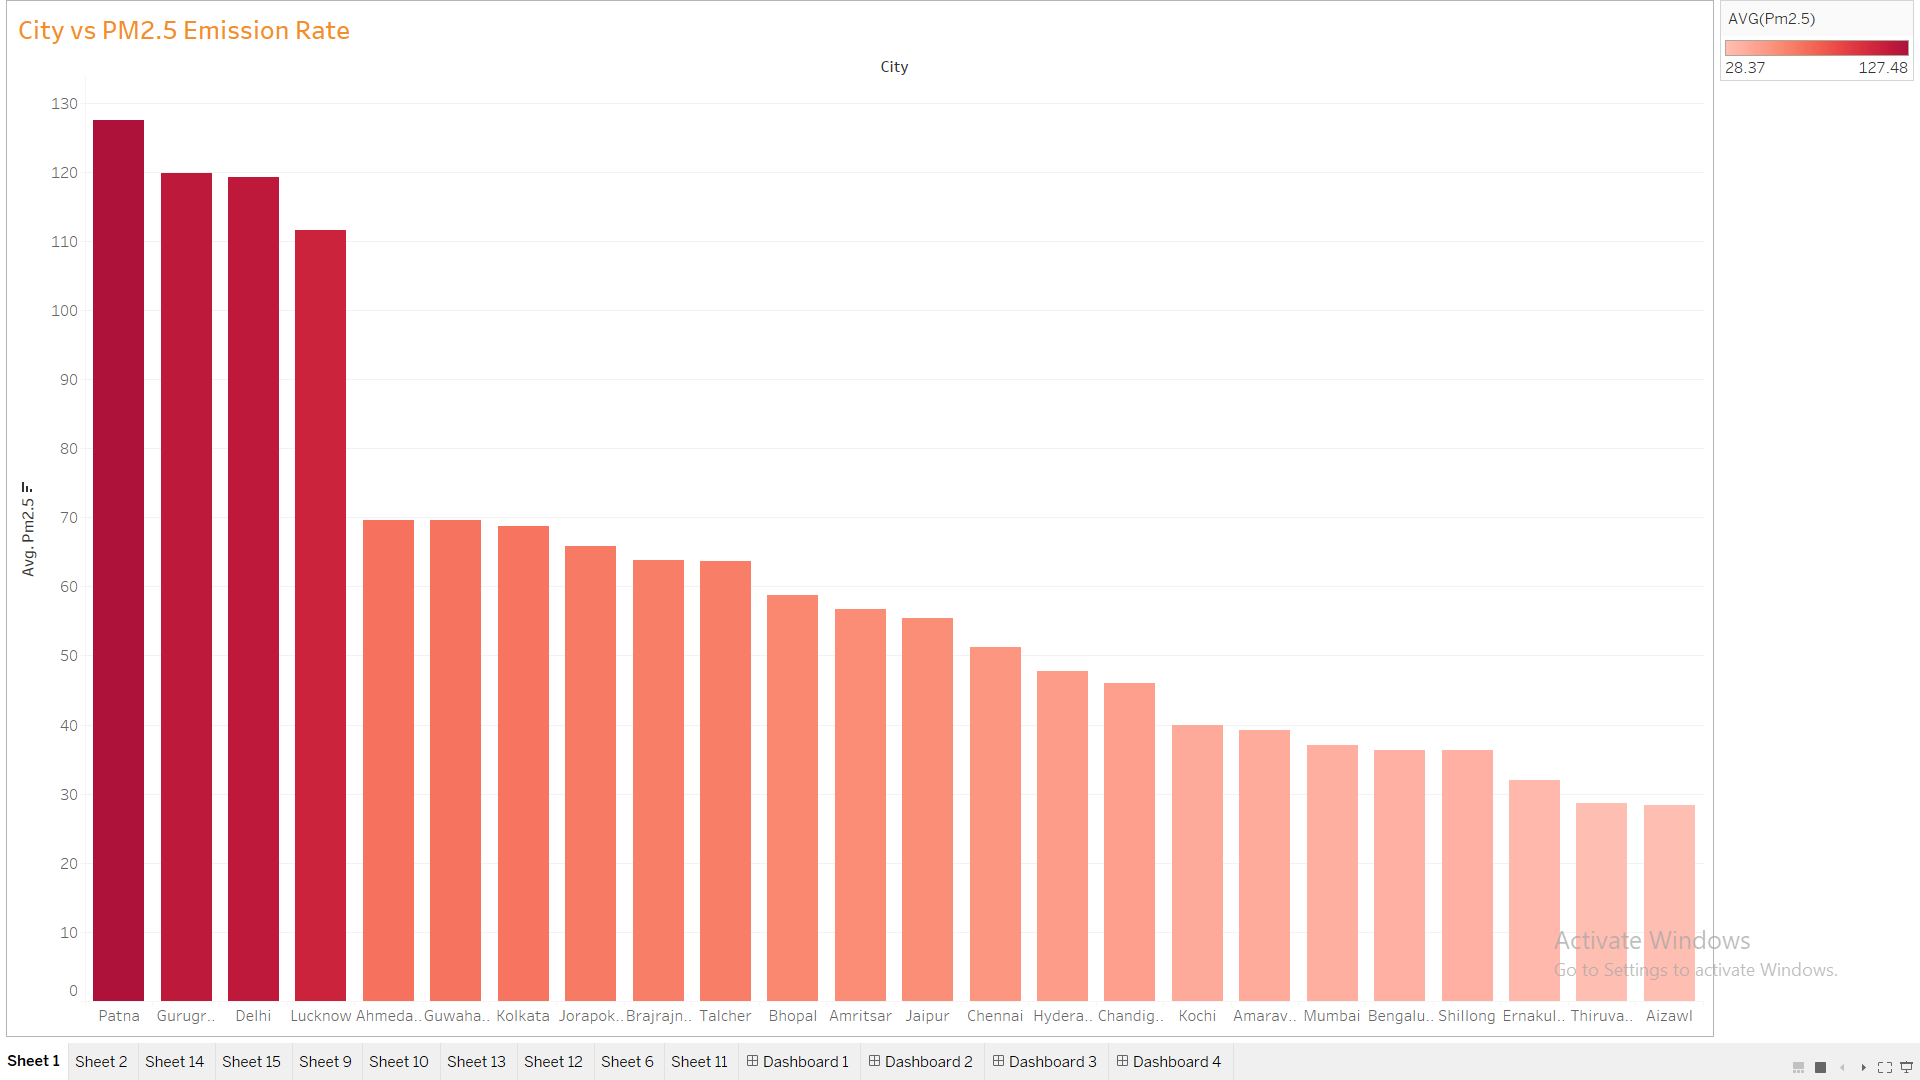 City vs PM2.5 Emission Rate
AVG(Pm2.5)
28.37 127.48
City
130
120
110
100
90
80
70
60
50
40
30
20
10
0
Avg. Pm2.5
Patna Gurugr.. Delhi Lucknow Ahmeda.. Guwaha.. Kolkata Jorapok.. Brajrajn.. Talcher Bhopal Amritsar Jaipur Chennai Hydera.. Chandig.. Kochi Amarav.. Mumbai Bengalu.. Shillong Ernakul.. Thiruva.. Aizawl
Activate Windows
Go to Settings to activate Windows.
Sheet 1 Sheet 2 Sheet 14 Sheet 15 Sheet 9 Sheet 10 Sheet 13 Sheet 12 Sheet 6 Sheet 11 Dashboard 1 Dashboard 2 Dashboard 3 Dashboard 4